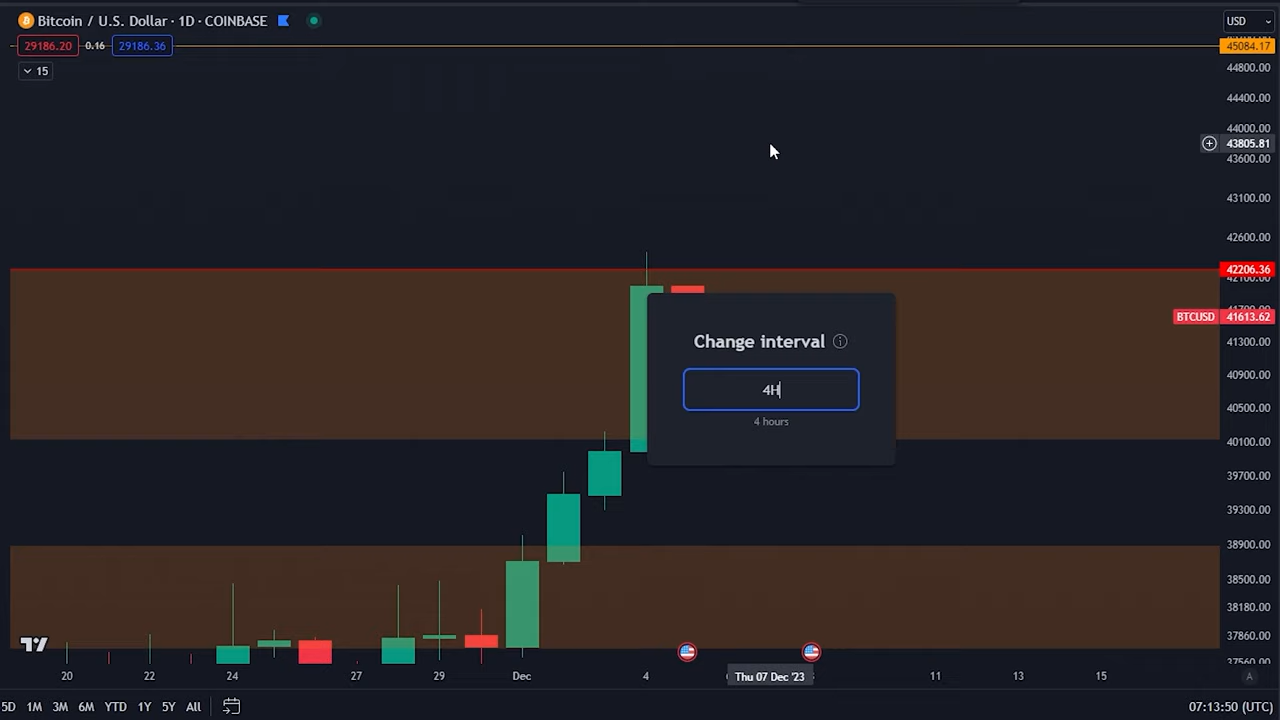 Bitcoin / U.S. Dollar · 1D · COINBASE
USD
29186.20 0.16 29186.36
45084.17
15
44800.00
44400.00
44000.00
43805.81
43600.00
43100.00
42600.00
42206.36
BTCUSD 41613.62
Change interval
41300.00
4H
40900.00
4 hours
40500.00
40100.00
39700.00
39300.00
38900.00
38500.00
38180.00
37860.00
37560.00
20 22 24 27 29 Dec 4 Thu 07 Dec '23 11 13 15 A
5D 1M 3M 6M YTD 1Y 5Y All 07:13:50 (UTC)